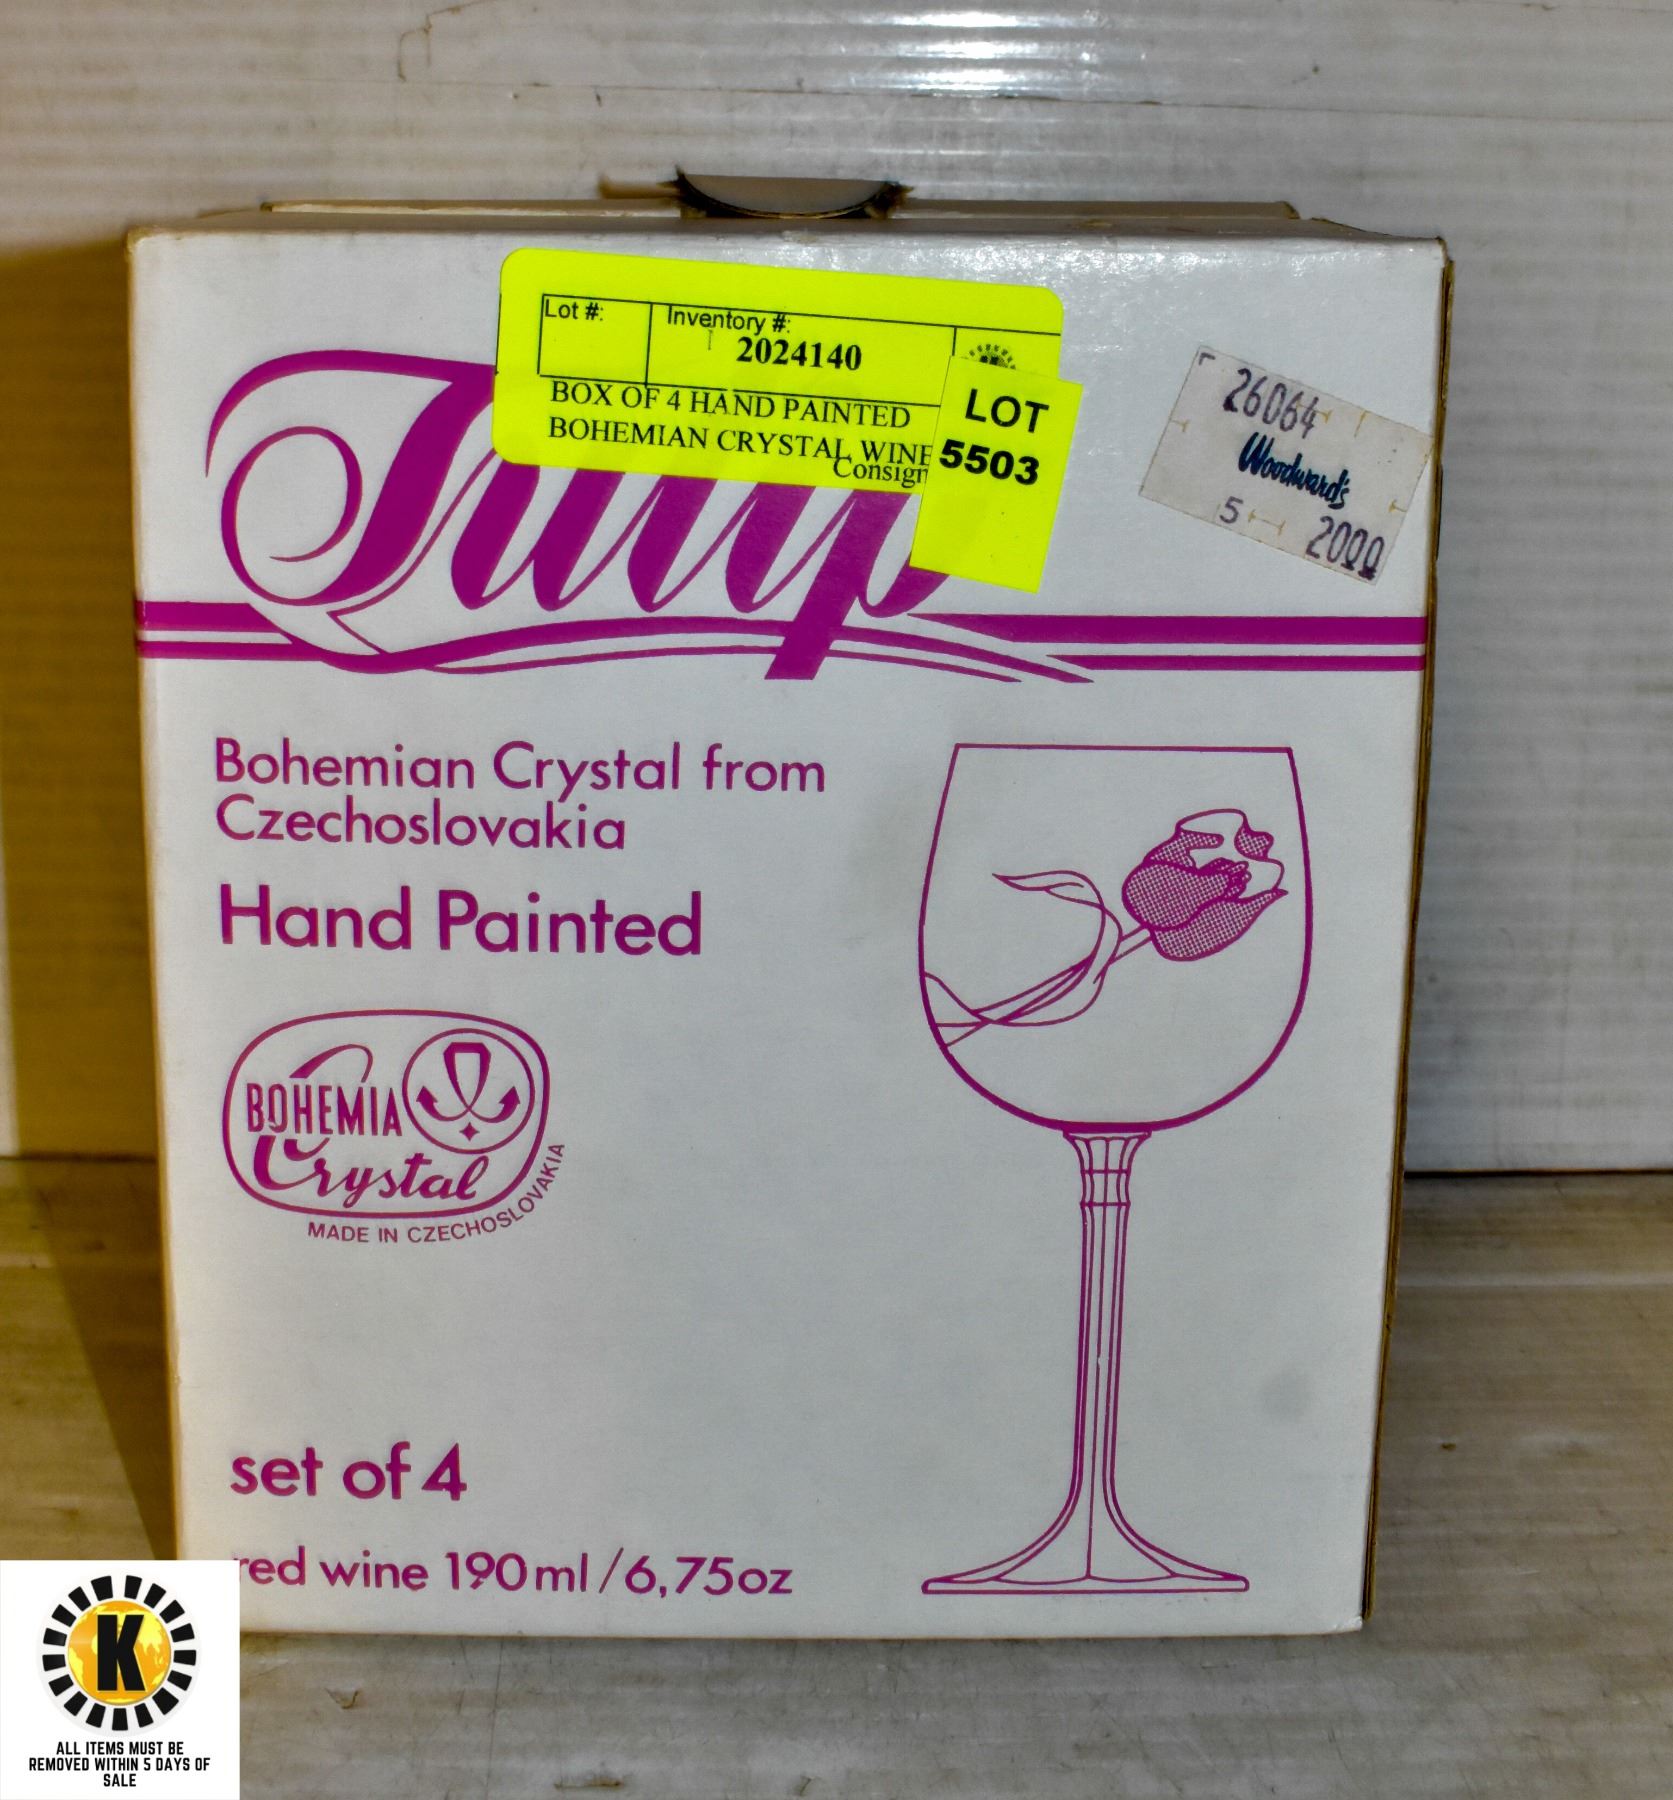 Lot #:
Inventory #:
2024140
BOX OF 4 HAND PAINTED
BOHEMIAN CRYSTAL WINE
Consign
LOT
5503
26064
Woodward's
5
2000
Tulip
Bohemian Crystal from
Czechoslovakia
Hand Painted
BOHEMIA
Crystal
MADE IN CZECHOSLOVAKIA
set of 4
red wine 190ml/6,75oz
K
ALL ITEMS MUST BE
REMOVED WITHIN 5 DAYS OF
SALE